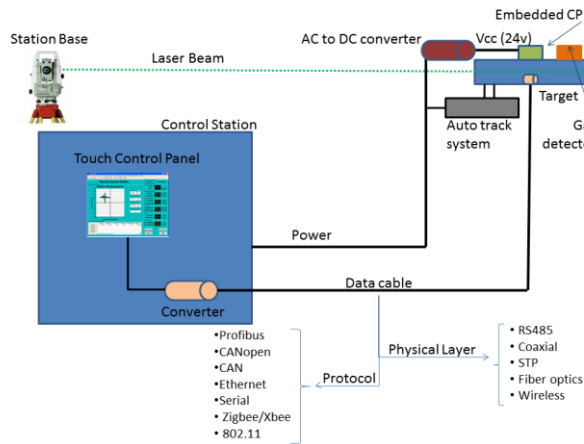 Embedded CP
Station Base
AC to DC converter
Vcc (24v)
Laser Beam
Target
Control Station
Auto track
system
G
detec
Touch Control Panel
Power
Data cable
Converter
•Profibus
•CANopen
•CAN
•Ethernet
•Serial
• Zigbee/Xbee
• 802.11
Protocol
Physical Layer
• RS485
• Coaxial
• STP
• Fiber optics
• Wireless